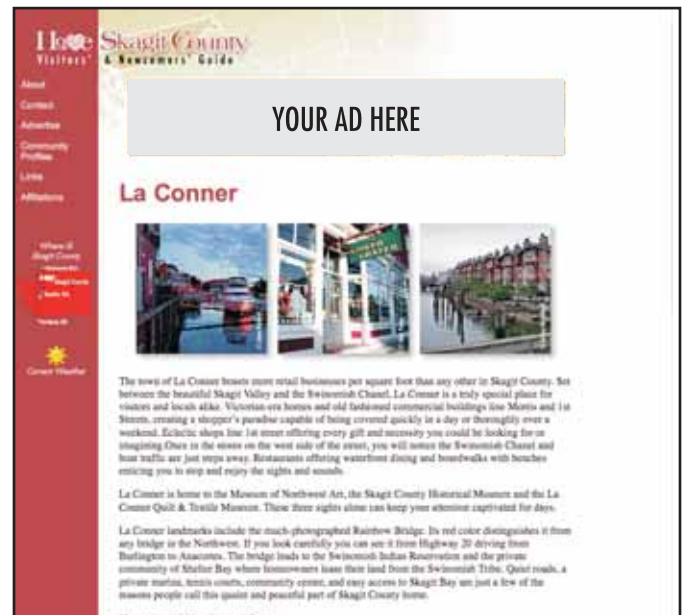 I Love Skagit County
Visitors' & Newcomers' Guide
About
Contact
Advertise
Community
Profiles
Links
Affiliations
YOUR AD HERE
La Conner
Where is
Skagit County
Skagit County
Seattle, WA
Current Weather
The town of La Conner boasts more retail businesses per square foot than any other in Skagit County. Set
between the beautiful Skagit Valley and the Swinomish Chanel, La Conner is a truly special place for
visitors and locals alike. Victorian-era homes and old fashioned commercial buildings line Morris and 1st
Streets, creating a shopper's paradise capable of being covered quickly in a day or thoroughly over a
weekend. Eclectic shops line 1st street offering every gift and necessity you could be looking for or
imagining. Once in the stores on the west side of the street, you will notice the Swinomish Chanel and
boat traffic are just steps away. Restaurants offering waterfront dining and boardwalks with benches
enticing you to stop and enjoy the sights and sounds.
La Conner is home to the Museum of Northwest Art, the Skagit County Historical Museum and the La
Conner Quilt & Textile Museum. These three sights alone can keep your attention captivated for days.
La Conner landmarks include the much-photographed Rainbow Bridge. Its red color distinguishes it from
any bridge in the Northwest. If you look carefully you can see it from Highway 20 driving from
Burlington to Anacortes. The bridge leads to the Swinomish Indian Reservation and the private
community of Shelter Bay where homeowners lease their land from the Swinomish Tribe. Quiet roads, a
private marina, tennis courts, community center, and easy access to Skagit Bay are just a few of the
reasons people call this quaint and peaceful part of Skagit County home.